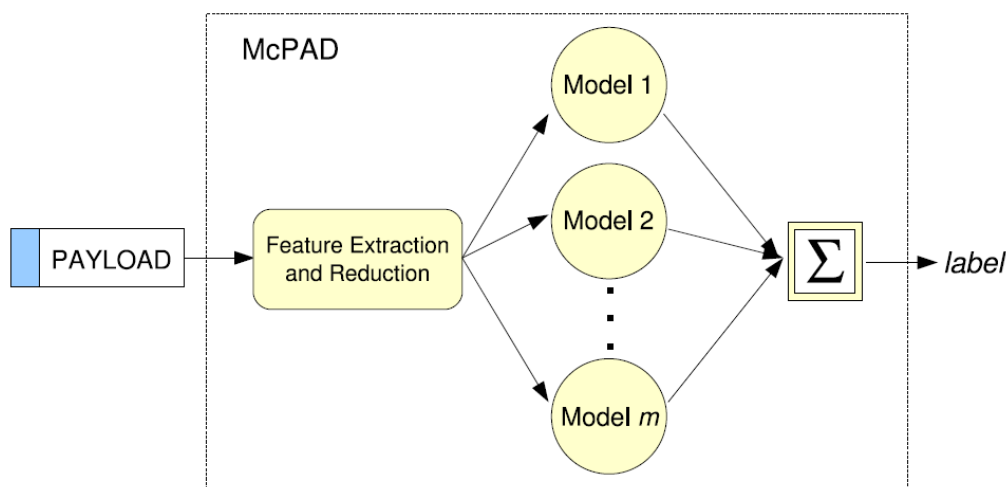 McPAD
Model 1
Model 2
PAYLOAD
Feature Extraction
and Reduction
Σ
label
Model m